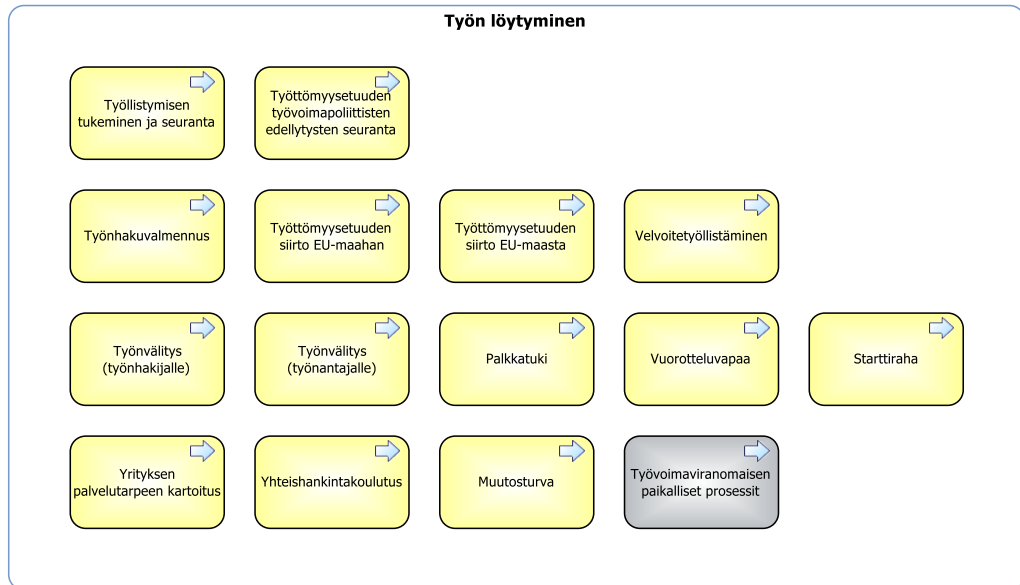 Työn löytyminen
Työllistymisen
tukeminen ja seuranta
Työttömyysetuuden
työvoimapoliittisten
edellytysten seuranta
Työnhakuvalmennus
Työttömyysetuuden
siirto EU-maahan
Työttömyysetuuden
siirto EU-maasta
Velvoitetyöllistäminen
Työnvälitys
(työnhakijalle)
Työnvälitys
(työnantajalle)
Palkkatuki
Vuorotteluvapaa
Starttiraha
Yrityksen
palvelutarpeen kartoitus
Yhteishankintakoulutus
Muutosturva
Työvoimaviranomaisen
paikalliset prosessit